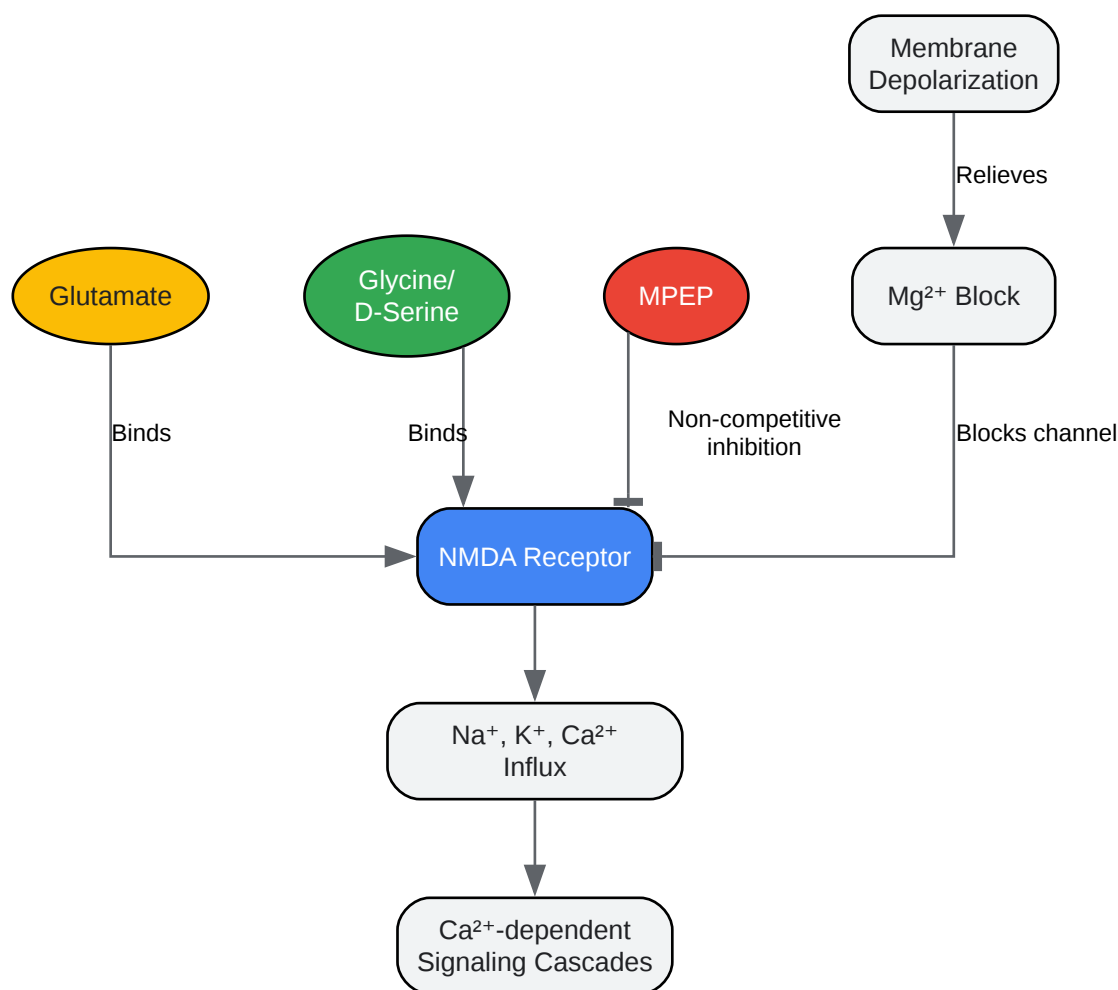 Membrane
Depolarization
Relieves
Glutamate
Glycine/
D-Serine
MPEP
Mg²⁺ Block
Binds
Binds
Non-competitive
inhibition
Blocks channel
NMDA Receptor
Na⁺, K⁺, Ca²⁺
Influx
Ca²⁺-dependent
Signaling Cascades